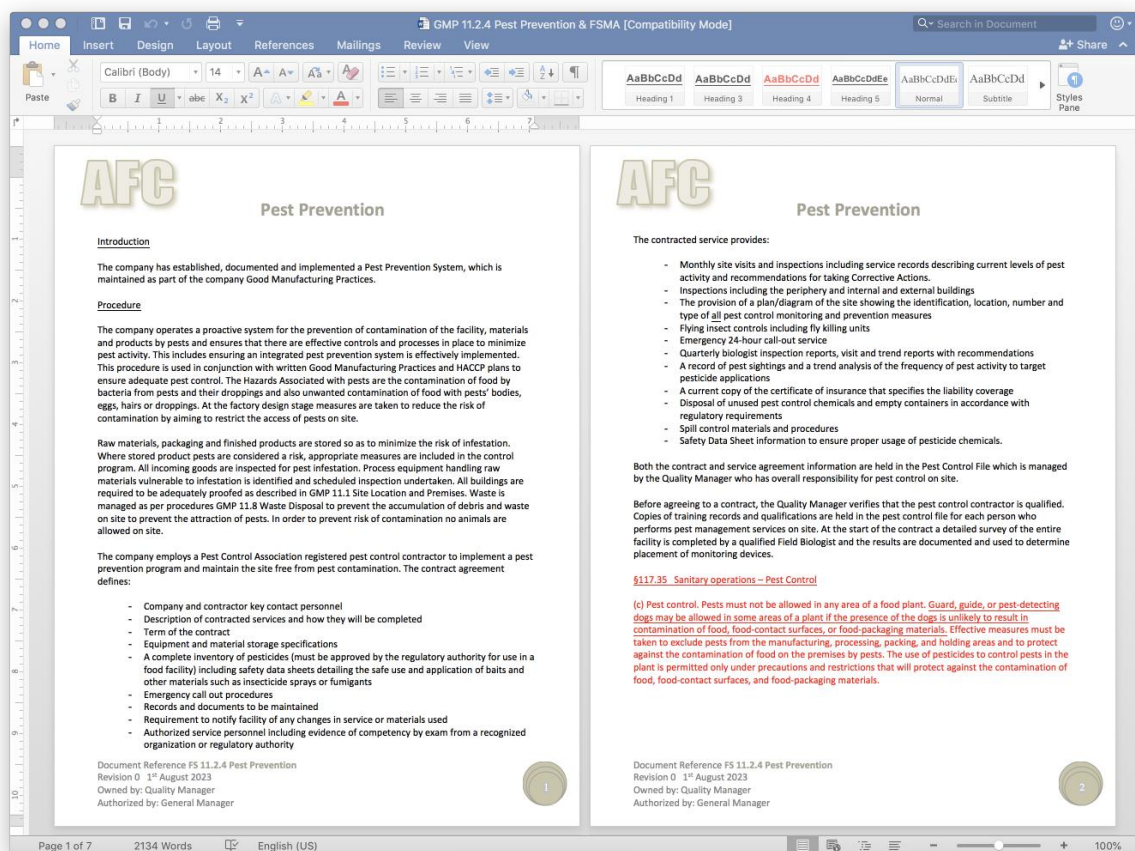 GMP 11.2.4 Pest Prevention & FSMA [Compatibility Mode]
Search in Document
Home Insert Design Layout References Mailings Review View
Share
Paste
Calibri (Body) 14
AaBbCcDd AaBbCcDd AaBbCcDd AaBbCcDdEe AaBbCcDdEe AaBbCcDd
Heading 1 Heading 3 Heading 4 Heading 5 Normal Subtitle
Styles
Pane
AFC
Pest Prevention
Introduction
The company has established, documented and implemented a Pest Prevention System, which is
maintained as part of the company Good Manufacturing Practices.
Procedure
The company operates a proactive system for the prevention of contamination of the facility, materials
and products by pests and ensures that there are effective controls and processes in place to minimize
pest activity. This includes ensuring an integrated pest prevention system is effectively implemented.
This procedure is used in conjunction with written Good Manufacturing Practices and HACCP plans to
ensure adequate pest control. The Hazards Associated with pests are the contamination of food by
bacteria from pests and their droppings and also unwanted contamination of food with pests' bodies,
eggs, hairs or droppings. At the factory design stage measures are taken to reduce the risk of
contamination by aiming to restrict the access of pests on site.
Raw materials, packaging and finished products are stored so as to minimize the risk of infestation.
Where stored product pests are considered a risk, appropriate measures are included in the control
program. All incoming goods are inspected for pest infestation. Process equipment handling raw
materials vulnerable to infestation is identified and scheduled inspection undertaken. All buildings are
required to be adequately proofed as described in GMP 11.1 Site Location and Premises. Waste is
managed as per procedures GMP 11.8 Waste Disposal to prevent the accumulation of debris and waste
on site to prevent the attraction of pests. In order to prevent risk of contamination no animals are
allowed on site.
The company employs a Pest Control Association registered pest control contractor to implement a pest
prevention program and maintain the site free from pest contamination. The contract agreement
defines:
- Company and contractor key contact personnel
- Description of contracted services and how they will be completed
- Term of the contract
- Equipment and material storage specifications
- A complete inventory of pesticides (must be approved by the regulatory authority for use in a
food facility) including safety data sheets detailing the safe use and application of baits and
other materials such as insecticide sprays or fumigants
- Emergency call out procedures
- Records and documents to be maintained
- Requirement to notify facility of any changes in service or materials used
- Authorized service personnel including evidence of competency by exam from a recognized
organization or regulatory authority
Document Reference FS 11.2.4 Pest Prevention
Revision 0 1st August 2023
Owned by: Quality Manager
Authorized by: General Manager
1
AFC
Pest Prevention
The contracted service provides:
- Monthly site visits and inspections including service records describing current levels of pest
activity and recommendations for taking Corrective Actions.
- Inspections including the periphery and internal and external buildings
- The provision of a plan/diagram of the site showing the identification, location, number and
type of all pest control monitoring and prevention measures
- Flying insect controls including fly killing units
- Emergency 24-hour call-out service
- Quarterly biologist inspection reports, visit and trend reports with recommendations
- A record of pest sightings and a trend analysis of the frequency of pest activity to target
pesticide applications
- A current copy of the certificate of insurance that specifies the liability coverage
- Disposal of unused pest control chemicals and empty containers in accordance with
regulatory requirements
- Spill control materials and procedures
- Safety Data Sheet information to ensure proper usage of pesticide chemicals.
Both the contract and service agreement information are held in the Pest Control File which is managed
by the Quality Manager who has overall responsibility for pest control on site.
Before agreeing to a contract, the Quality Manager verifies that the pest control contractor is qualified.
Copies of training records and qualifications are held in the pest control file for each person who
performs pest management services on site. At the start of the contract a detailed survey of the entire
facility is completed by a qualified Field Biologist and the results are documented and used to determine
placement of monitoring devices.
§117.35 Sanitary operations – Pest Control
(c) Pest control. Pests must not be allowed in any area of a food plant. Guard, guide, or pest-detecting
dogs may be allowed in some areas of a plant if the presence of the dogs is unlikely to result in
contamination of food, food-contact surfaces, or food-packaging materials. Effective measures must be
taken to exclude pests from the manufacturing, processing, packing, and holding areas and to protect
against the contamination of food on the premises by pests. The use of pesticides to control pests in the
plant is permitted only under precautions and restrictions that will protect against the contamination of
food, food-contact surfaces, and food-packaging materials.
Document Reference FS 11.2.4 Pest Prevention
Revision 0 1st August 2023
Owned by: Quality Manager
Authorized by: General Manager
2
Page 1 of 7 2134 Words English (US) 100%